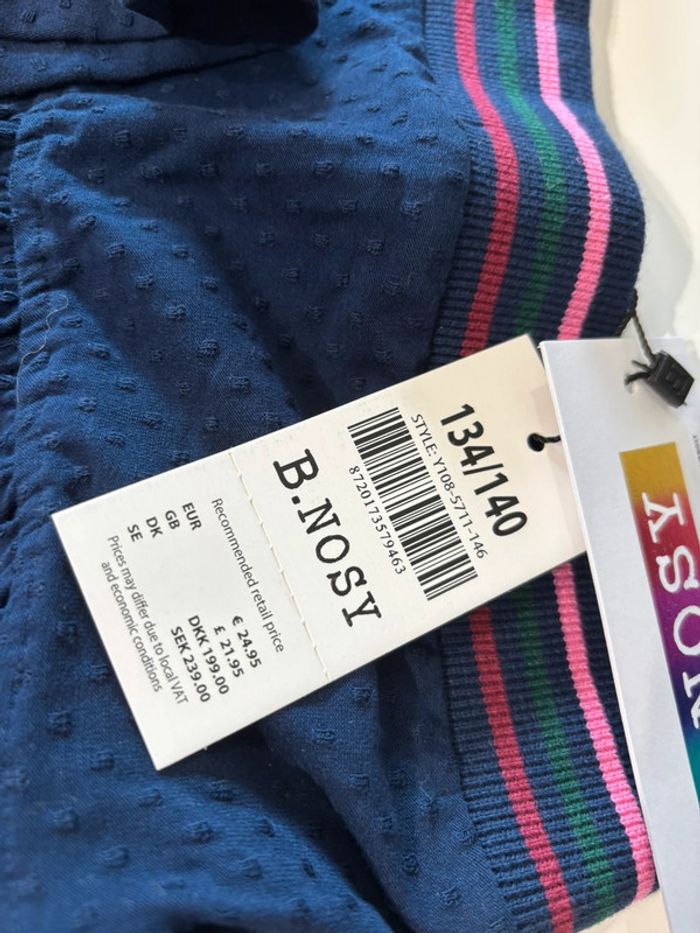 134/140
STYLE: Y108-5711-146
8720173579463
B.NOSY
Recommended retail price
EUR € 24.95
GB £ 21.95
DK DKK 199.00
SE SEK 239.00
Prices may differ due to local VAT
and economic conditions
NOSY